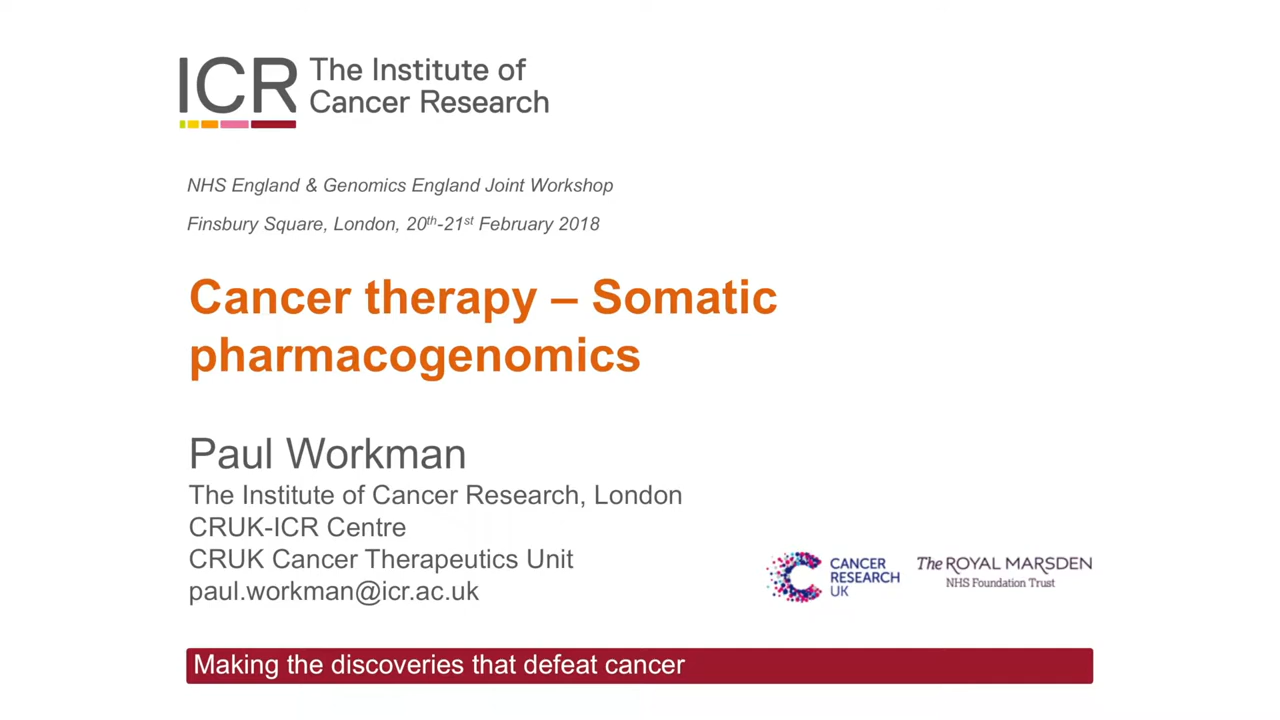 ICR The Institute of
Cancer Research
NHS England & Genomics England Joint Workshop
Finsbury Square, London, 20th-21st February 2018
Cancer therapy – Somatic
pharmacogenomics
Paul Workman
The Institute of Cancer Research, London
CRUK-ICR Centre
CRUK Cancer Therapeutics Unit
paul.workman@icr.ac.uk
CANCER
RESEARCH
UK
The ROYAL MARSDEN
NHS Foundation Trust
Making the discoveries that defeat cancer